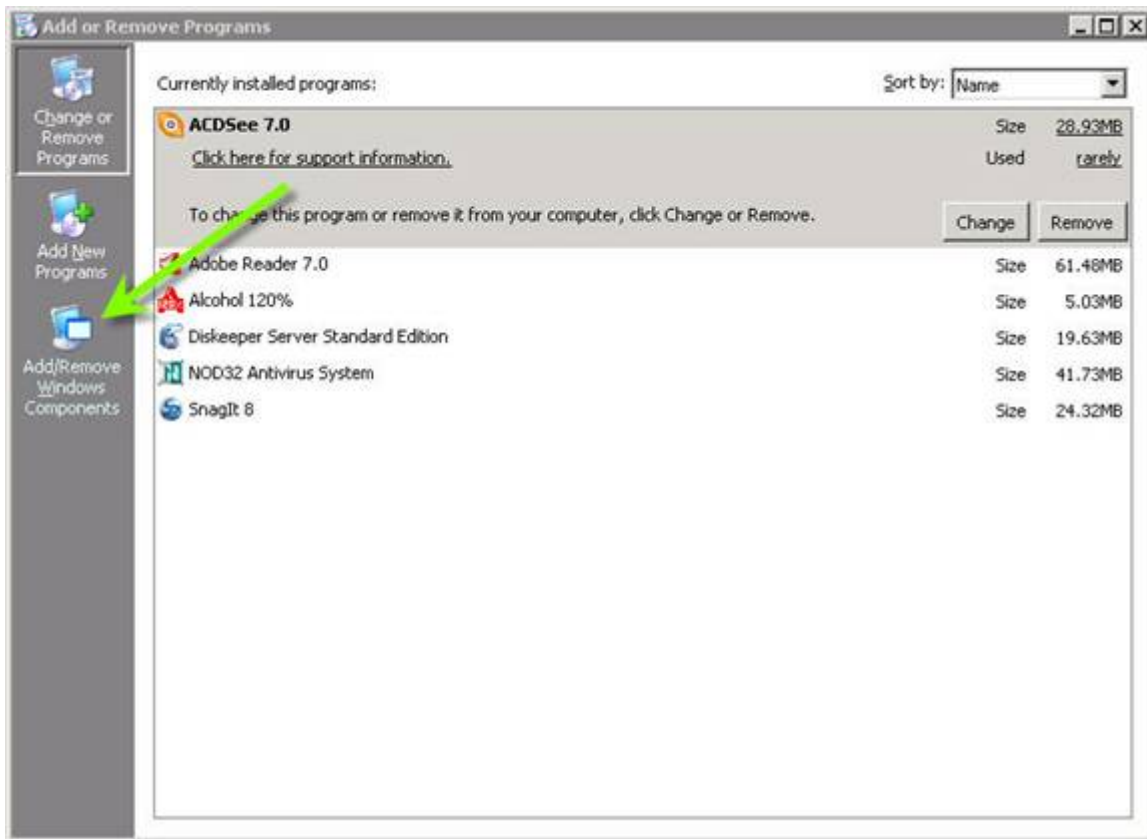 Add or Remove Programs
Change or
Remove
Programs
Add New
Programs
Add/Remove
Windows
Components
Currently installed programs:
Sort by: Name
ACDSee 7.0 Size 28.93MB
Click here for support information. Used rarely
To change this program or remove it from your computer, click Change or Remove. Change Remove
Adobe Reader 7.0 Size 61.48MB
Alcohol 120% Size 5.03MB
Diskeeper Server Standard Edition Size 19.63MB
NOD32 Antivirus System Size 41.73MB
SnagIt 8 Size 24.32MB